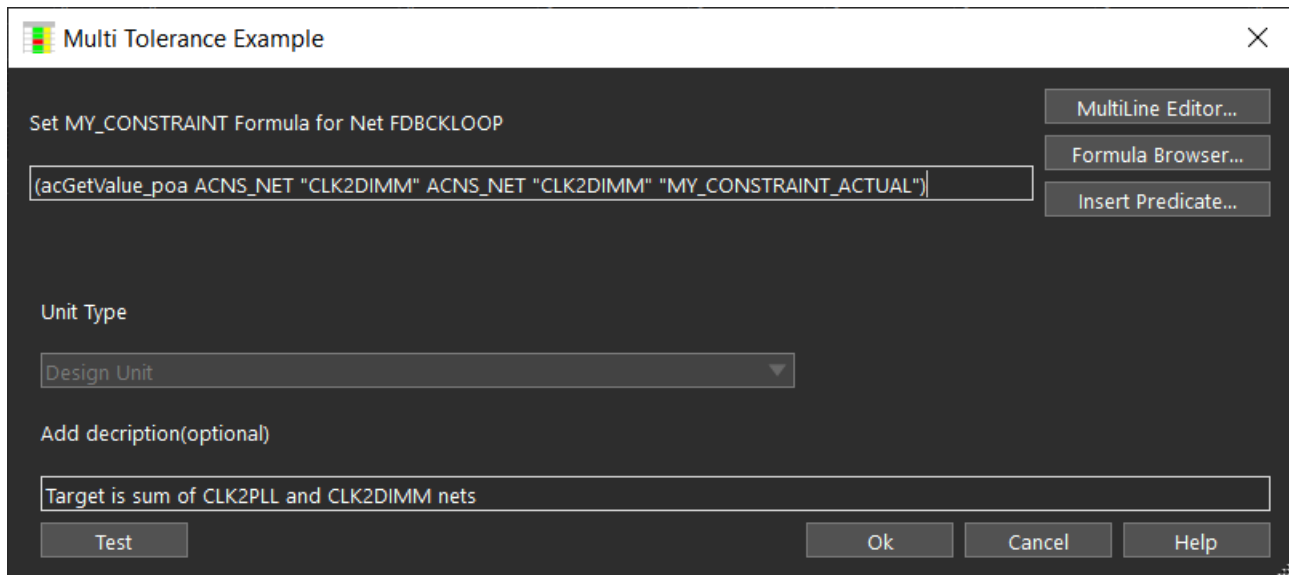 Multi Tolerance Example
MultiLine Editor...
Set MY_CONSTRAINT Formula for Net FDBCKLOOP
Formula Browser...
(acGetValue_poa ACNS_NET "CLK2DIMM" ACNS_NET "CLK2DIMM" "MY_CONSTRAINT_ACTUAL")
Insert Predicate...
Unit Type
Design Unit
Add decription(optional)
Target is sum of CLK2PLL and CLK2DIMM nets
Test Ok Cancel Help